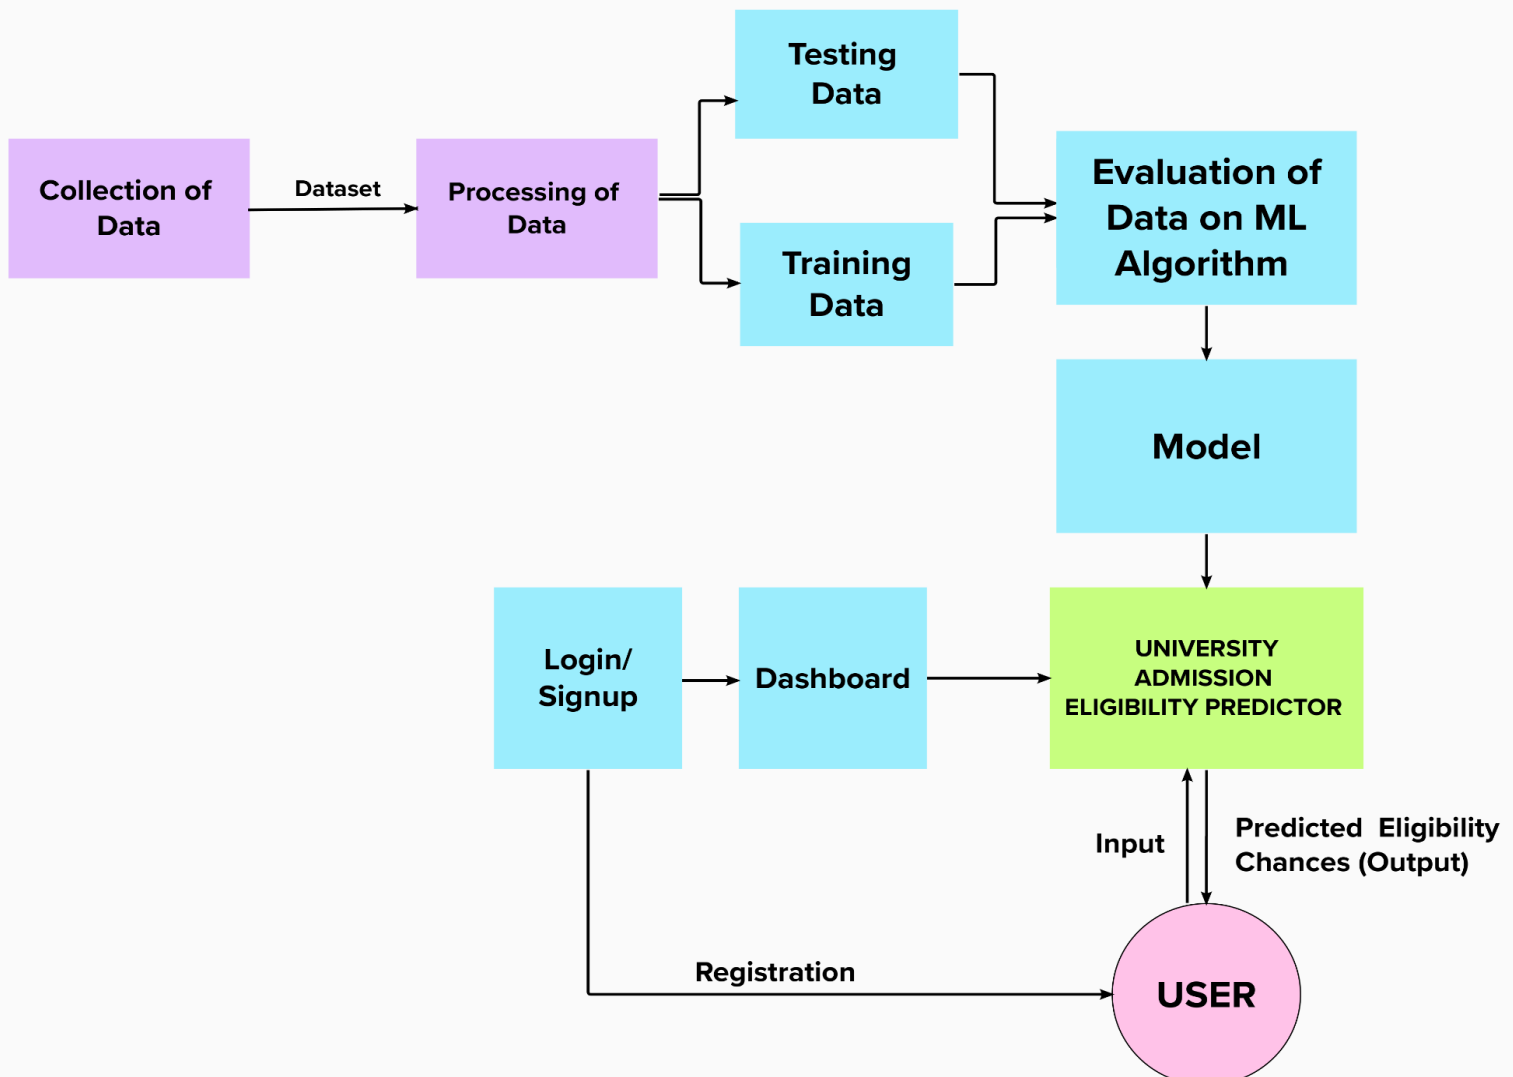 Testing
Data
Collection of
Data
Dataset
Processing of
Data
Training
Data
Evaluation of
Data on ML
Algorithm
Model
Login/
Signup
Dashboard
UNIVERSITY
ADMISSION
ELIGIBILITY PREDICTOR
Input
Predicted Eligibility
Chances (Output)
Registration
USER